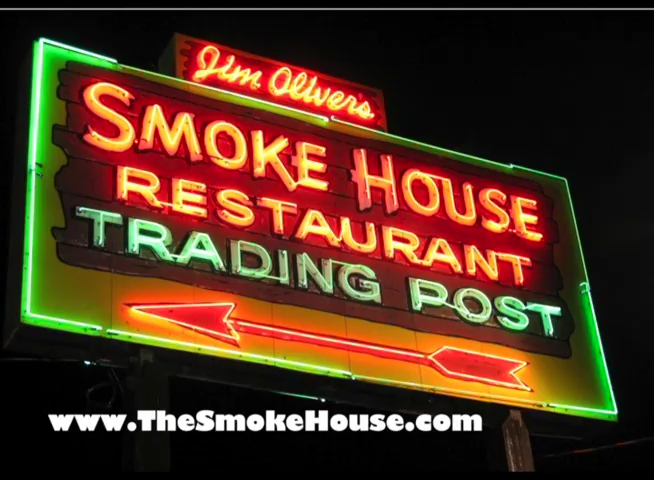 Jim Oliver's
SMOKE HOUSE
RESTAURANT
TRADING POST
www.TheSmokeHouse.com